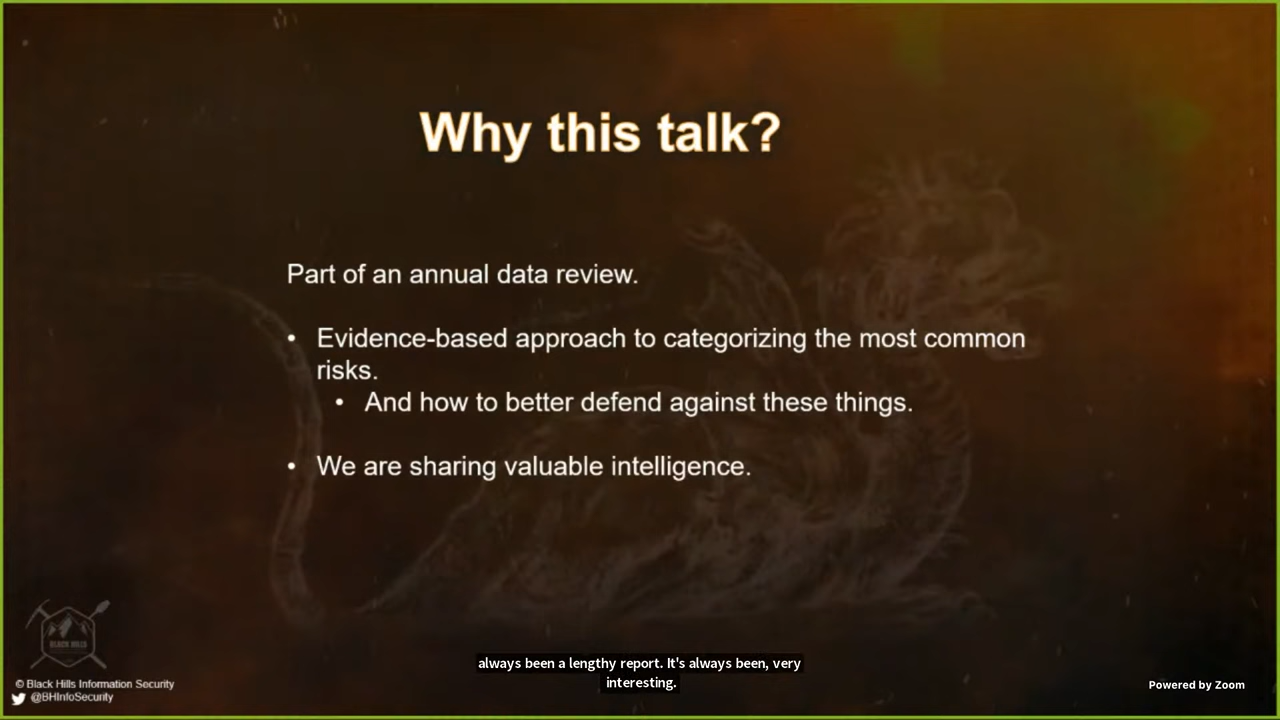 Why this talk?
Part of an annual data review.
• Evidence-based approach to categorizing the most common
risks.
• And how to better defend against these things.
• We are sharing valuable intelligence.
BLACK HILLS
© Black Hills Information Security
@BHInfoSecurity
always been a lengthy report. It's always been, very
interesting.
Powered by Zoom